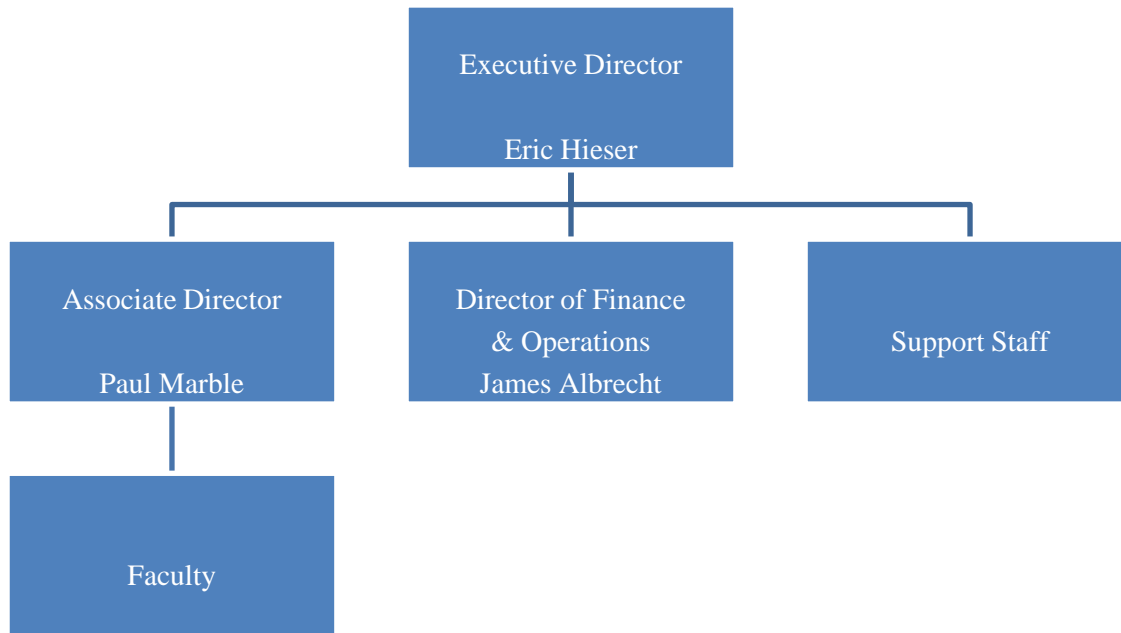 Executive Director
Eric Hieser
Associate Director
Paul Marble
Director of Finance
& Operations
James Albrecht
Support Staff
Faculty